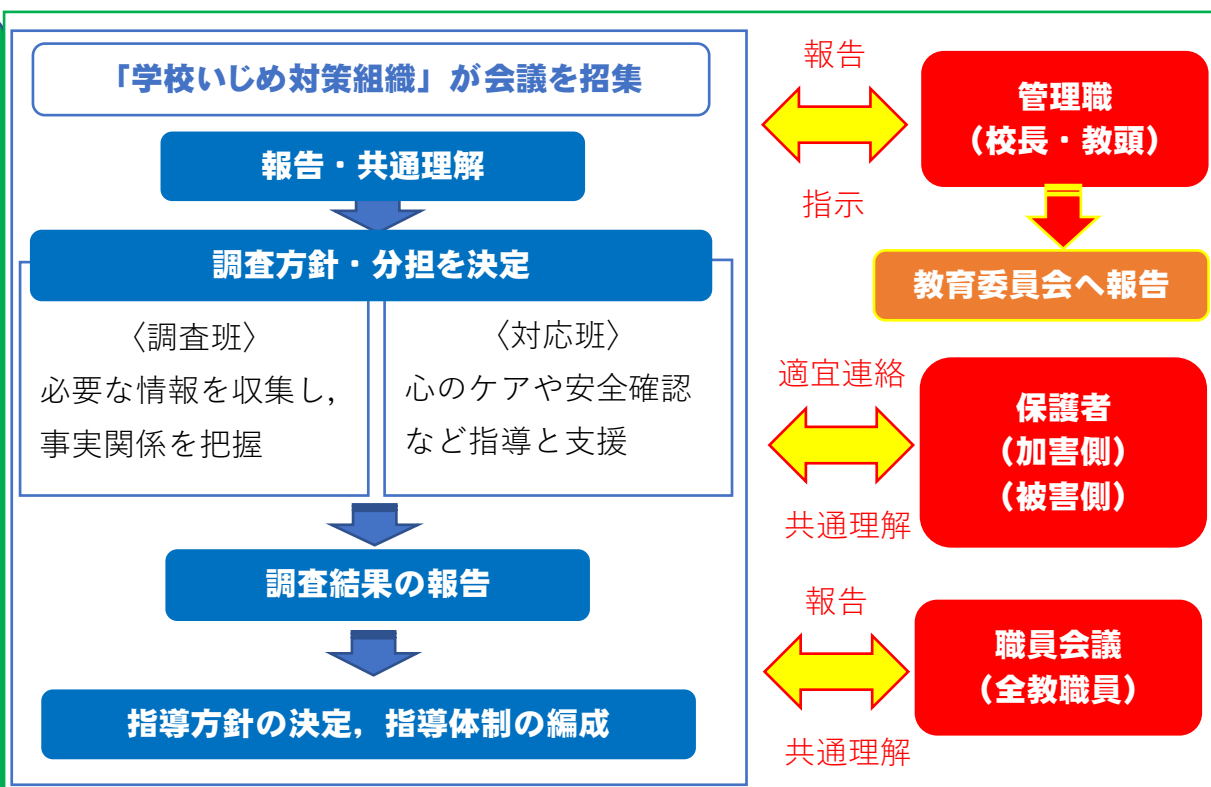 「学校いじめ対策組織」が会議を招集
報告・共通理解
調査方針・分担を決定
〈調査班〉
必要な情報を収集し，
事実関係を把握
〈対応班〉
心のケアや安全確認
など指導と支援
調査結果の報告
指導方針の決定，指導体制の編成
報告
指示
管理職
（校長・教頭）
教育委員会へ報告
適宜連絡
共通理解
保護者
（加害側）
（被害側）
報告
共通理解
職員会議
（全教職員）